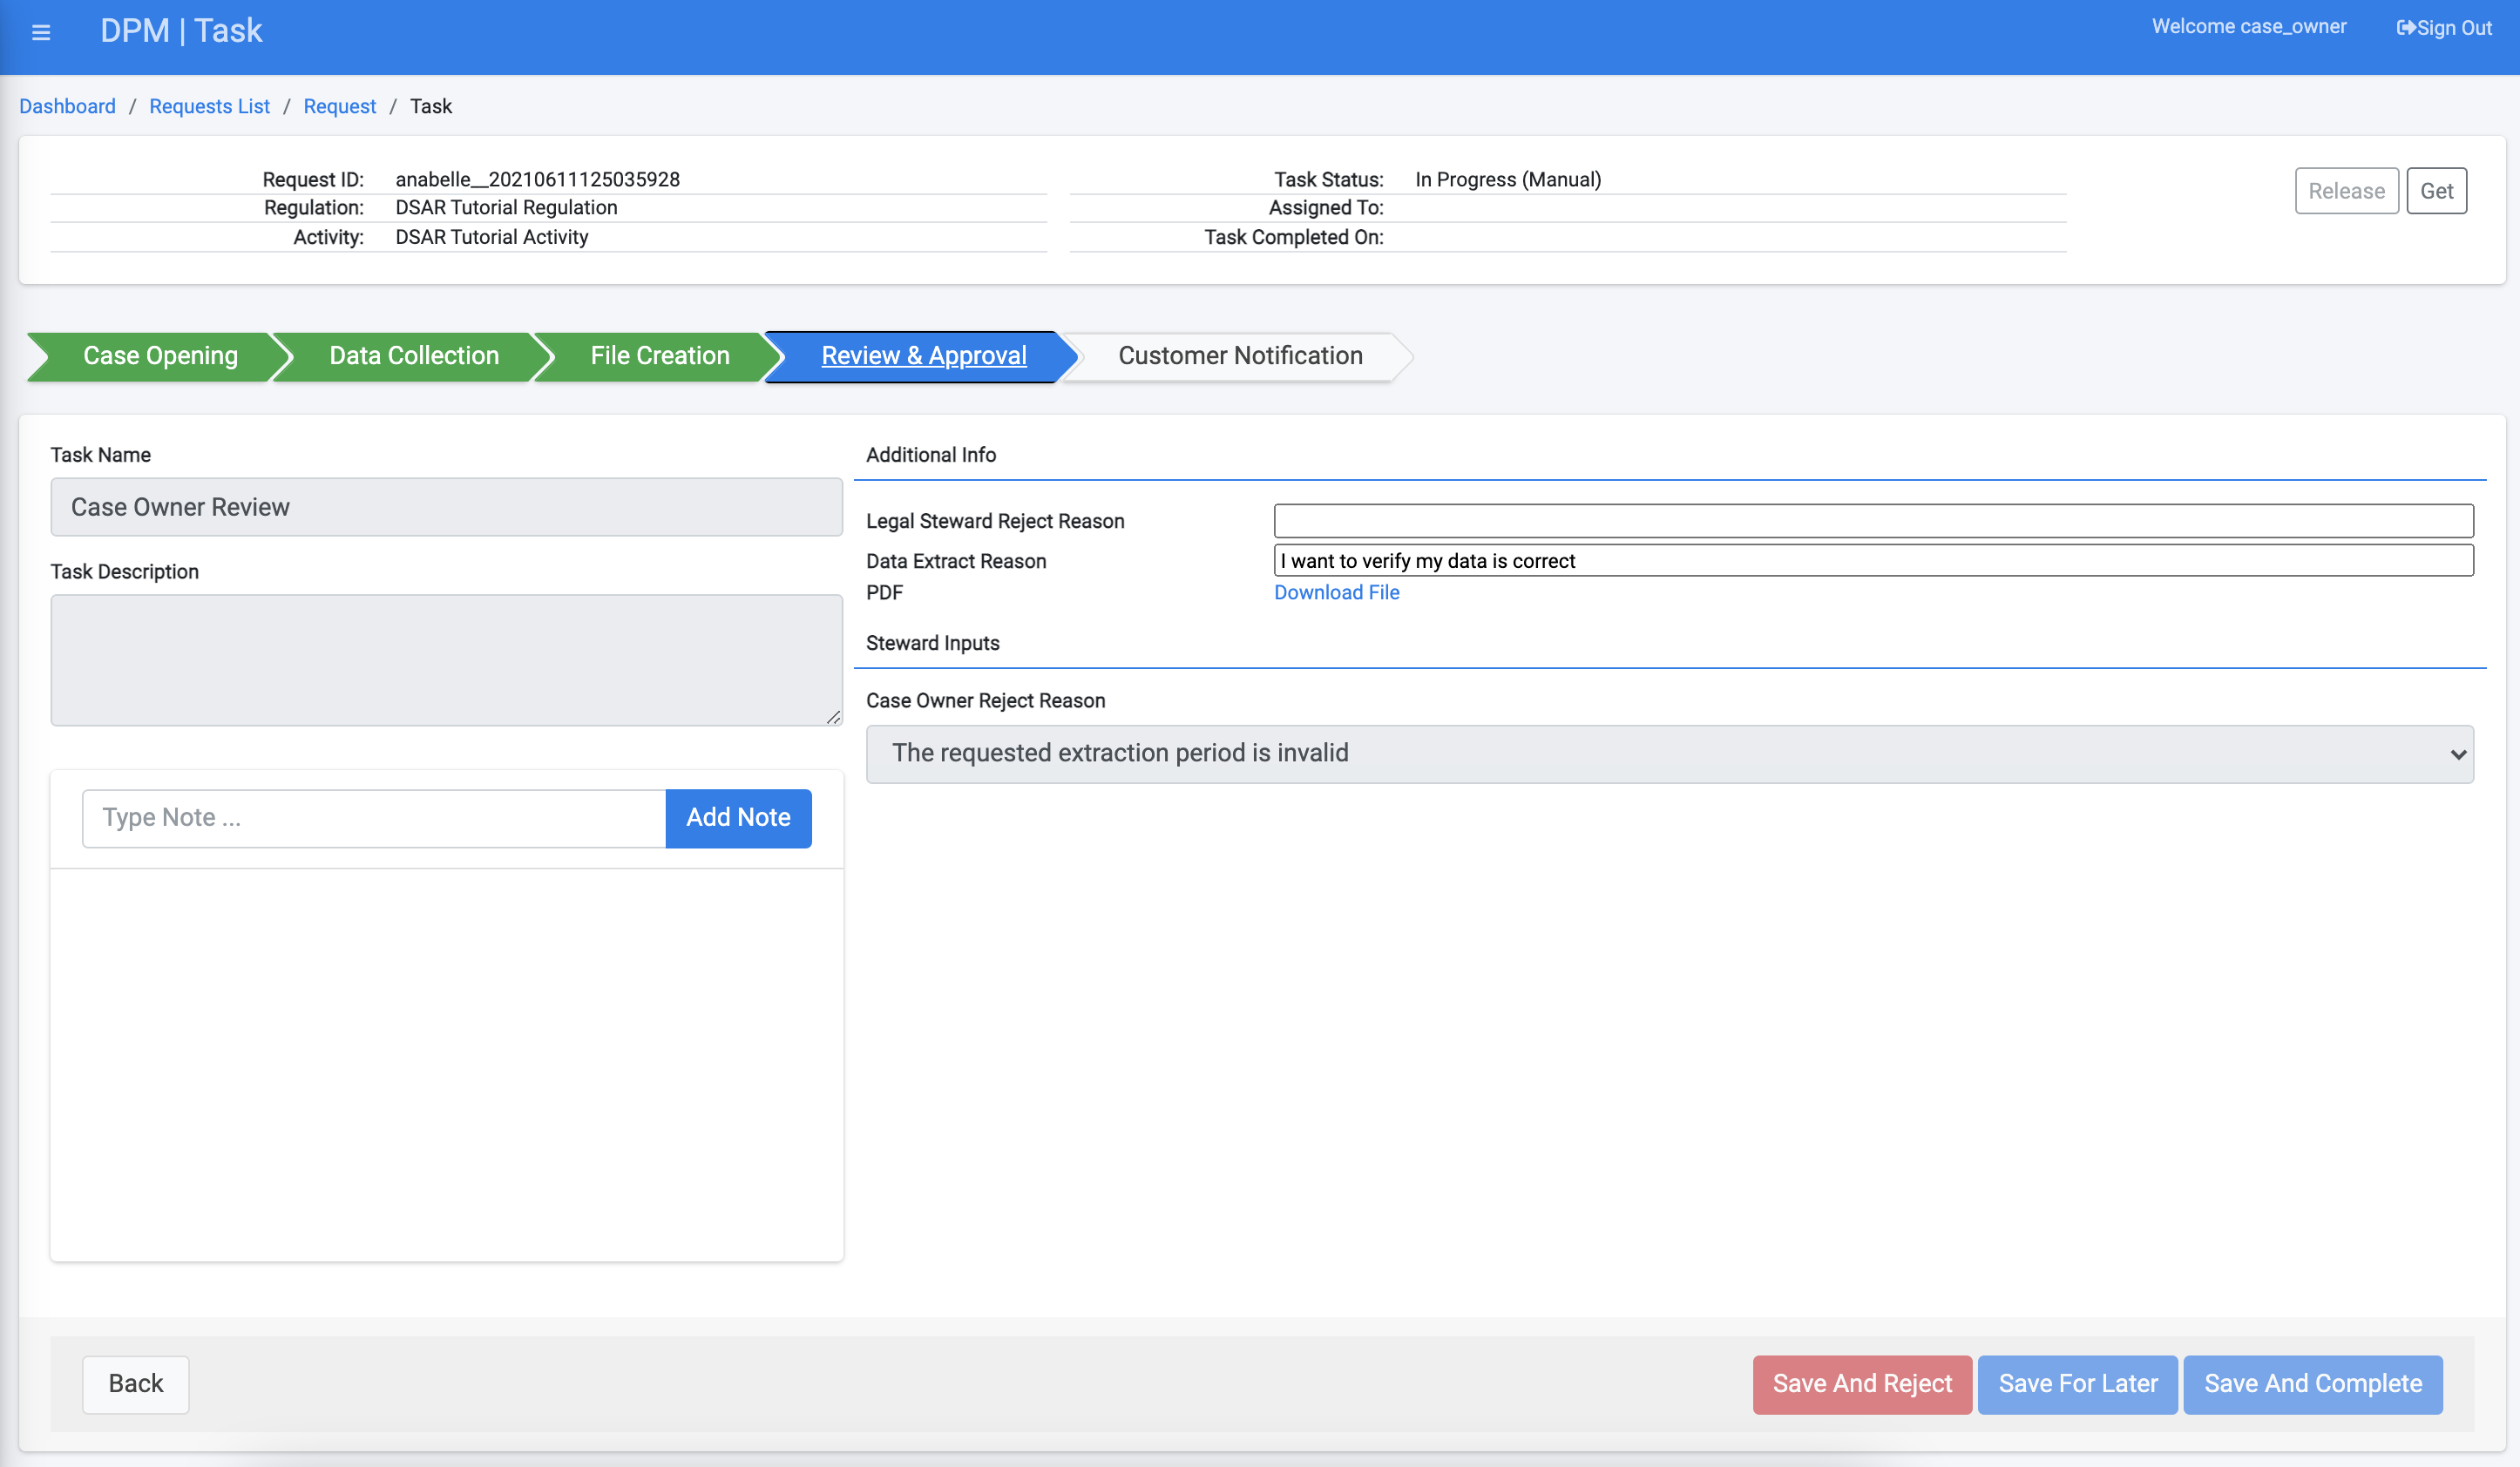 DPM | Task
Welcome case_owner
Sign Out
Dashboard / Requests List / Request / Task
Request ID: anabelle__20210611125035928
Regulation: DSAR Tutorial Regulation
Activity: DSAR Tutorial Activity
Task Status: In Progress (Manual)
Assigned To:
Task Completed On:
Release
Get
Case Opening
Data Collection
File Creation
Review & Approval
Customer Notification
Task Name
Case Owner Review
Task Description
Type Note ...
Add Note
Additional Info
Legal Steward Reject Reason
Data Extract Reason I want to verify my data is correct
PDF Download File
Steward Inputs
Case Owner Reject Reason
The requested extraction period is invalid
Back
Save And Reject
Save For Later
Save And Complete